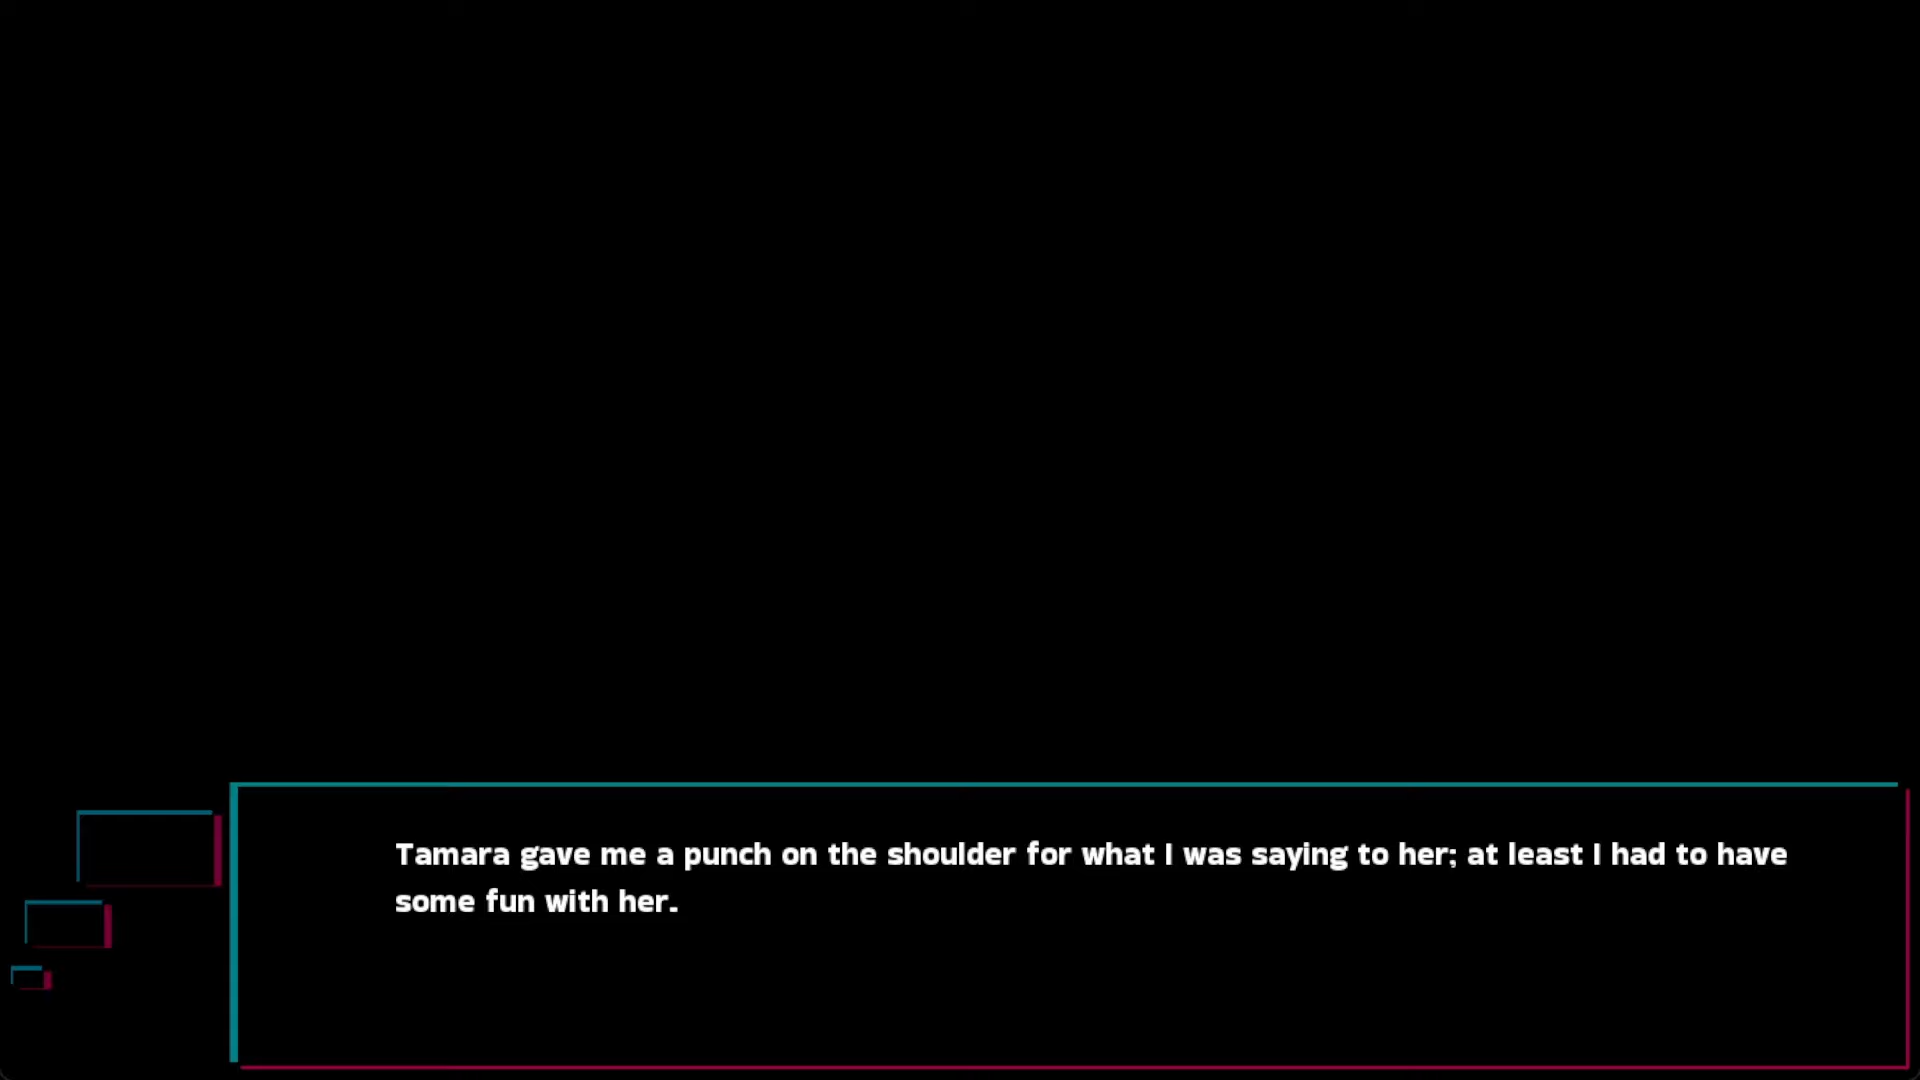 Tamara gave me a punch on the shoulder for what I was saying to her; at least I had to have
some fun with her.